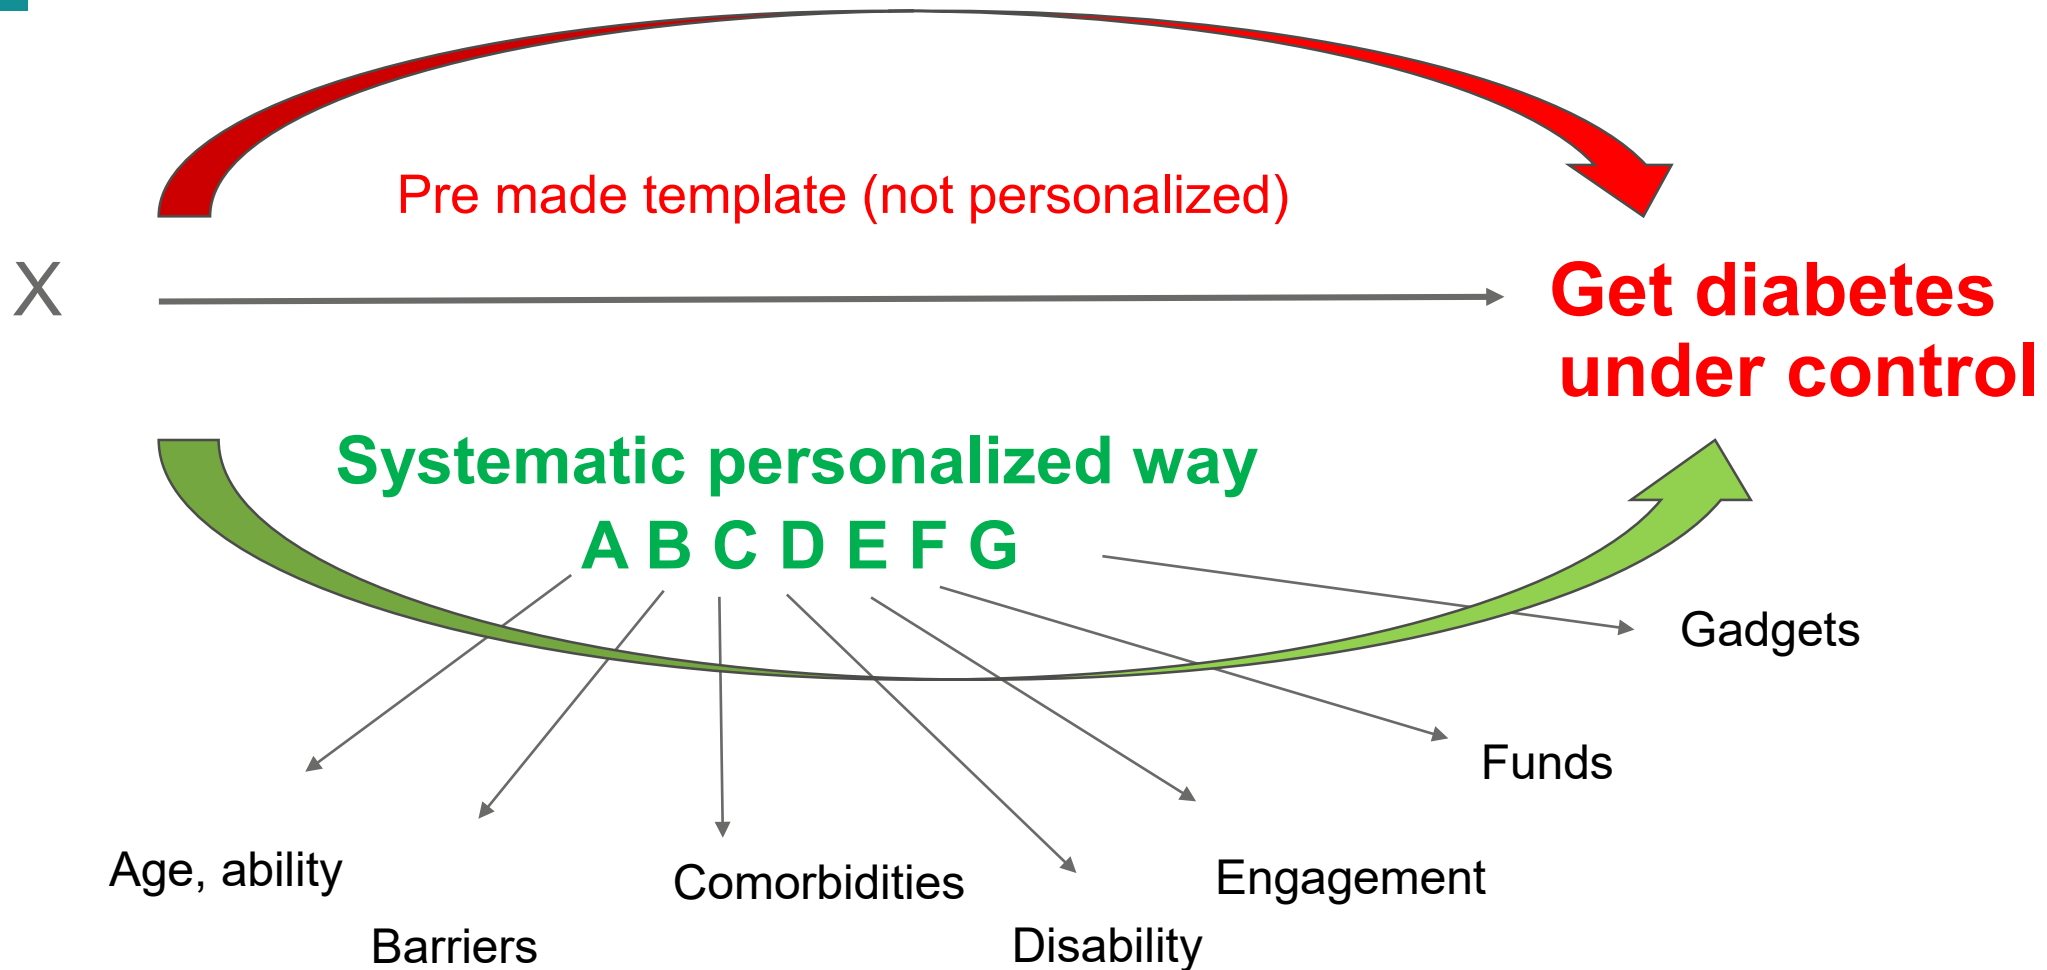 Pre made template (not personalized)
X
Get diabetes
under control
Systematic personalized way
A B C D E F G
Gadgets
Funds
Age, ability
Comorbidities
Engagement
Barriers
Disability